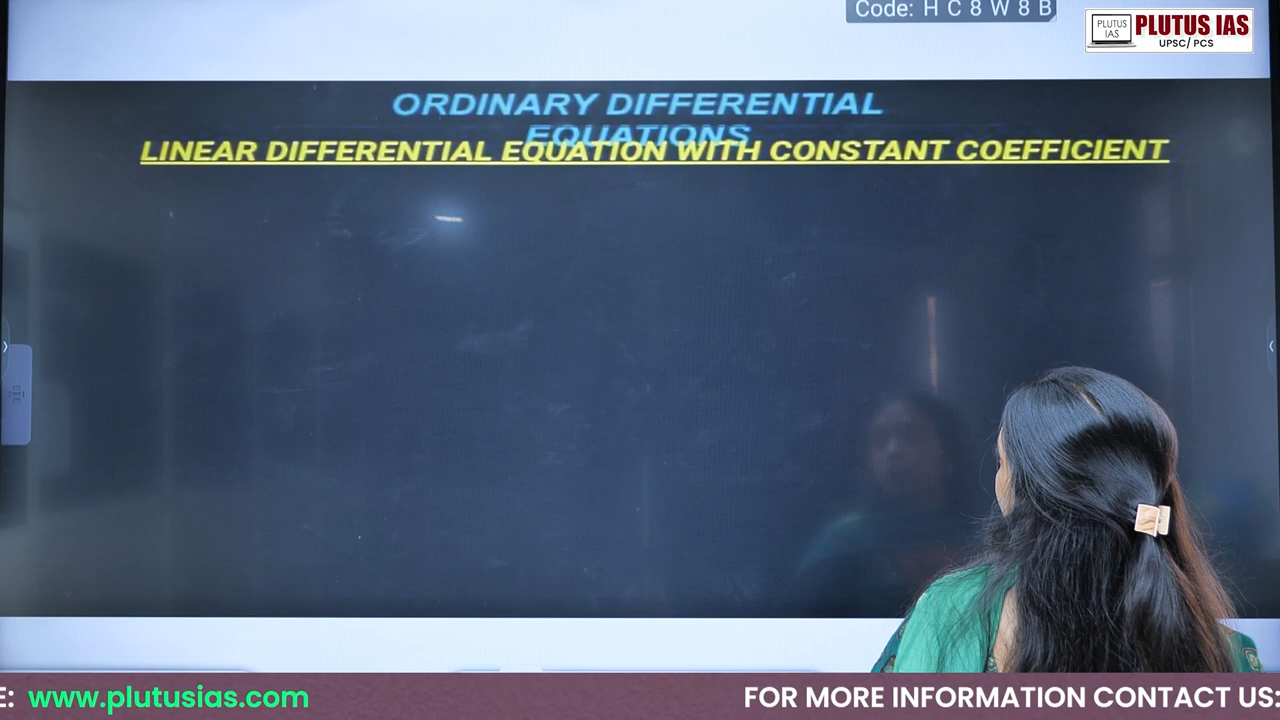 Code: H C 8 W 8 B
PLUTUS IAS
PLUTUS IAS
UPSC/ PCS
ORDINARY DIFFERENTIAL
EQUATIONS
LINEAR DIFFERENTIAL EQUATION WITH CONSTANT COEFFICIENT
E: www.plutusias.com
FOR MORE INFORMATION CONTACT US: